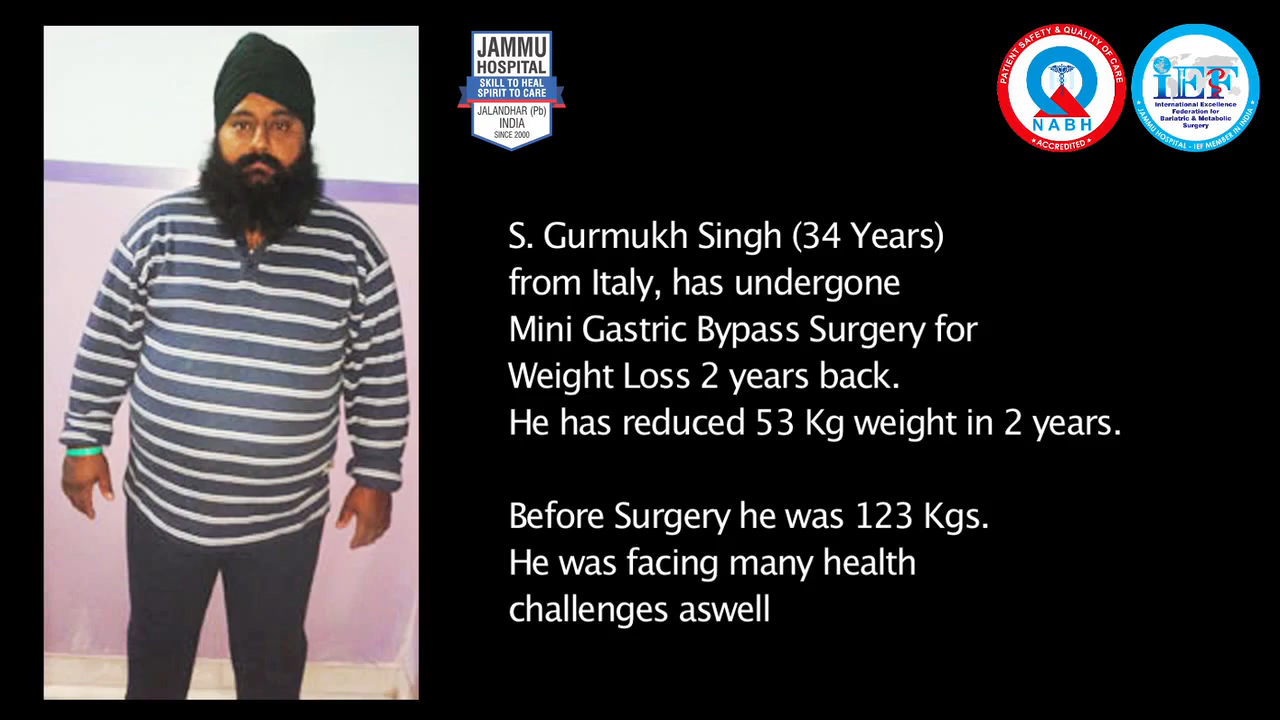 JAMMU
HOSPITAL
SKILL TO HEAL
SPIRIT TO CARE
JALANDHAR (Pb)
INDIA
SINCE 2000
PATIENT SAFETY & QUALITY OF CARE
NABH
ACCREDITED
iEF
International Excellence
Federation for
Bariatric & Metabolic
Surgery
JAMMU HOSPITAL - IEF MEMBER IN INDIA
S. Gurmukh Singh (34 Years)
from Italy, has undergone
Mini Gastric Bypass Surgery for
Weight Loss 2 years back.
He has reduced 53 Kg weight in 2 years.
Before Surgery he was 123 Kgs.
He was facing many health
challenges aswell